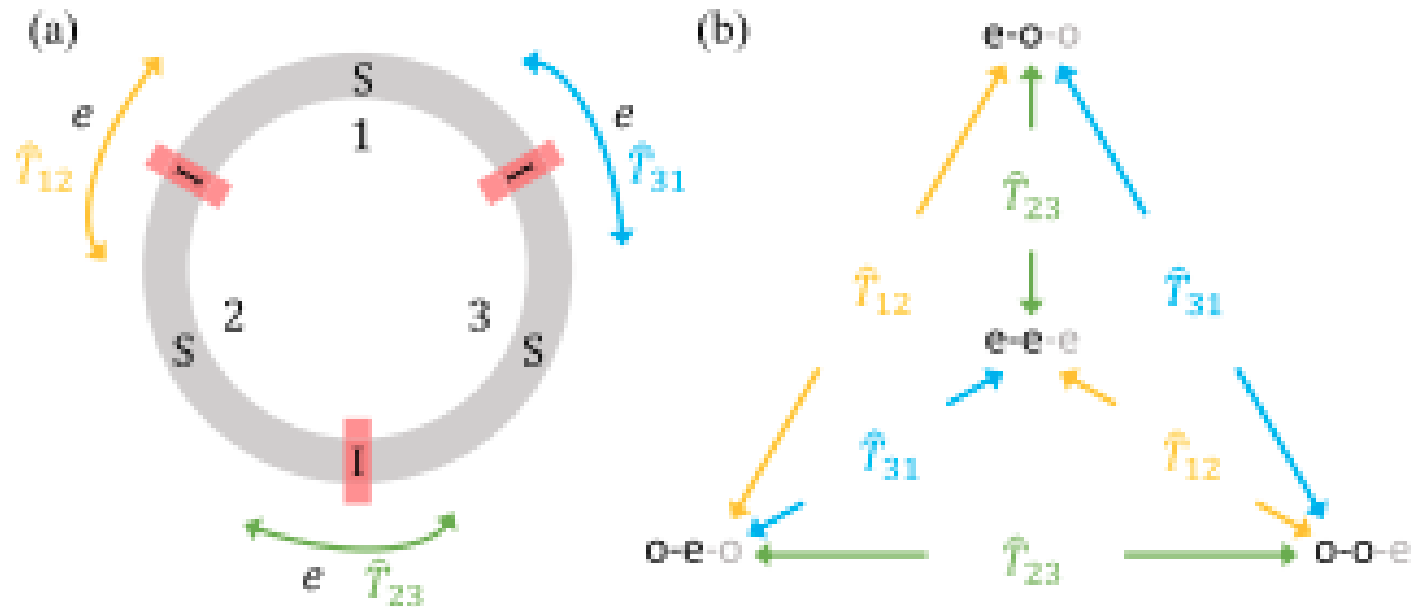 (a)
S
1
e
T̂₁₂
I
I
e
T̂₃₁
2
3
S
S
I
e T̂₂₃
(b)
e-o-o
T̂₂₃
T̂₁₂
T̂₃₁
e-e-e
T̂₃₁
T̂₁₂
o-e-o
T̂₂₃
o-o-e